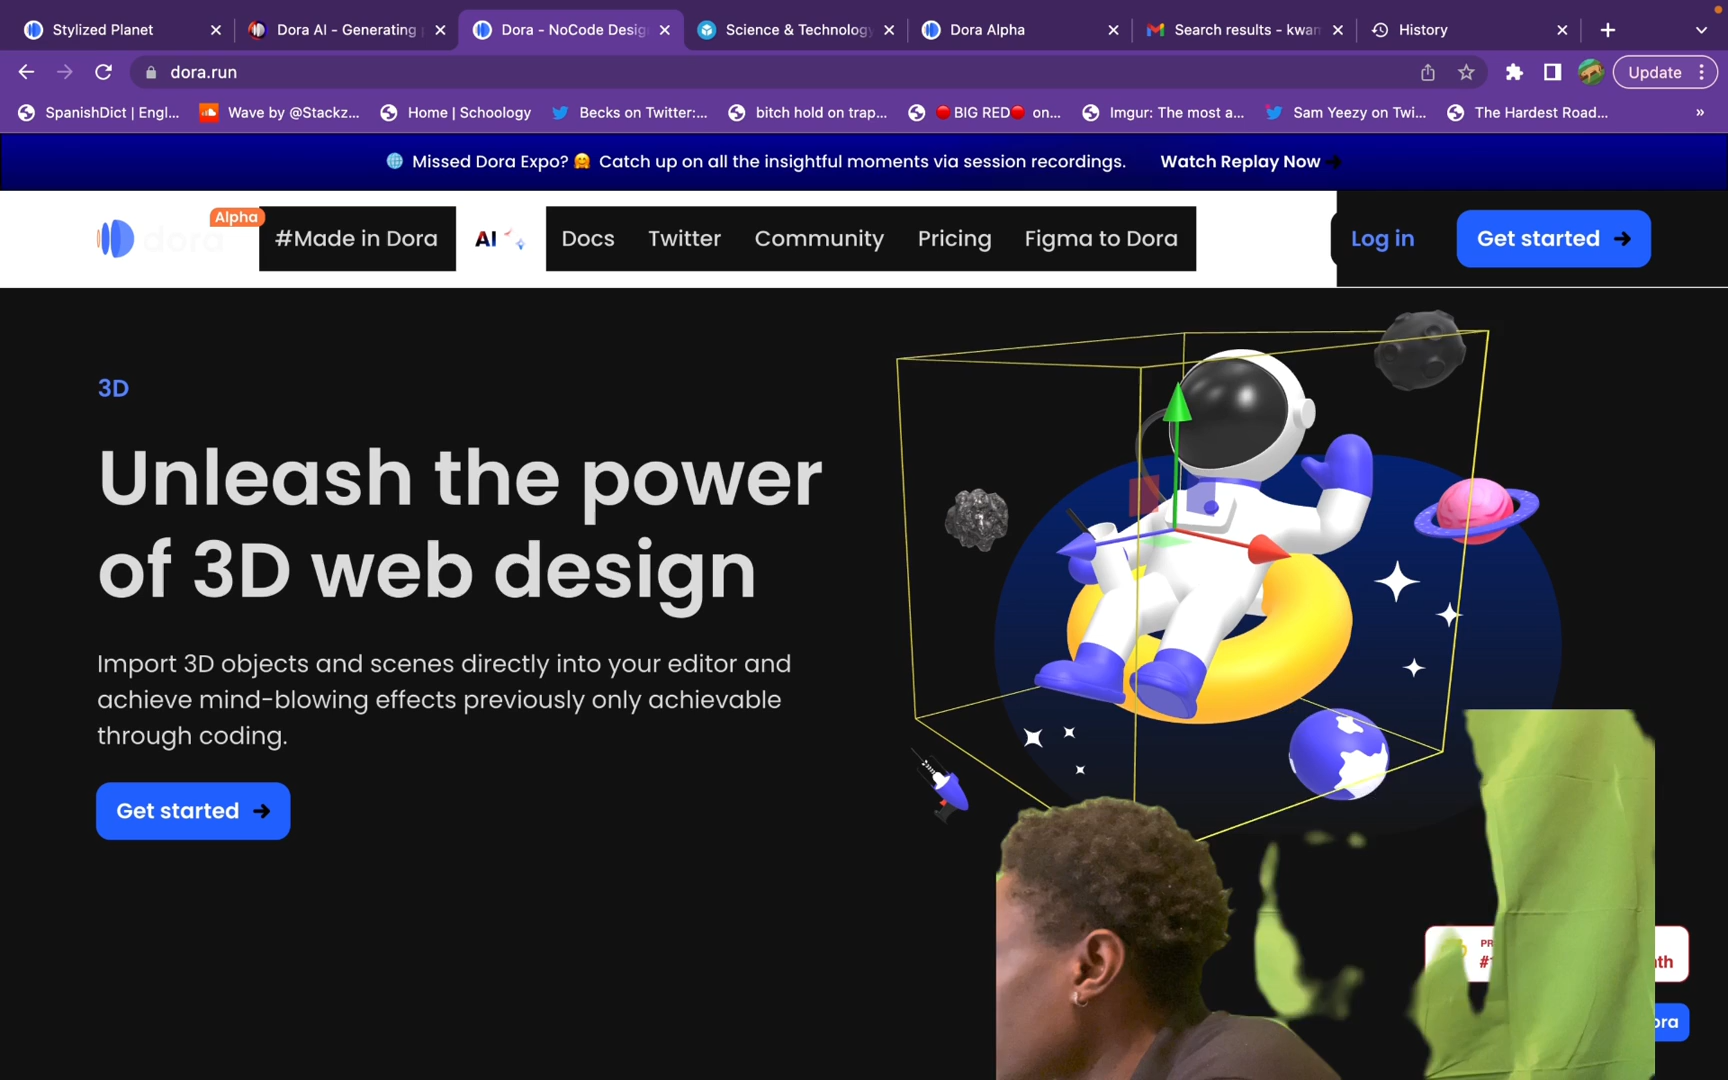 Stylized Planet
Dora AI - Generating
Dora - NoCode Desig
Science & Technology
Dora Alpha
Search results - kwam
History
dora.run
Update
SpanishDict | Engl...
Wave by @Stackz...
Home | Schoology
Becks on Twitter:...
bitch hold on trap...
🔴BIG RED🔴 on...
Imgur: The most a...
Sam Yeezy on Twi...
The Hardest Road...
»
🌐 Missed Dora Expo? 🤗 Catch up on all the insightful moments via session recordings. Watch Replay Now →
dora
Alpha
#Made in Dora
AI
Docs
Twitter
Community
Pricing
Figma to Dora
Log in
Get started →
3D
Unleash the power
of 3D web design
Import 3D objects and scenes directly into your editor and
achieve mind-blowing effects previously only achievable
through coding.
Get started →
PR
#1
nth
ora